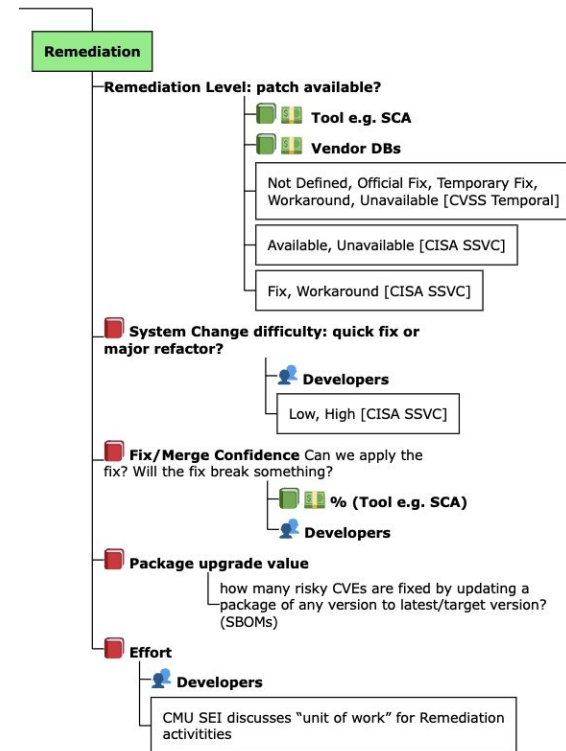 Remediation
Remediation Level: patch available?
Tool e.g. SCA
Vendor DBs
Not Defined, Official Fix, Temporary Fix,
Workaround, Unavailable [CVSS Temporal]
Available, Unavailable [CISA SSVC]
Fix, Workaround [CISA SSVC]
System Change difficulty: quick fix or
major refactor?
Developers
Low, High [CISA SSVC]
Fix/Merge Confidence Can we apply the
fix? Will the fix break something?
% (Tool e.g. SCA)
Developers
Package upgrade value
how many risky CVEs are fixed by updating a
package of any version to latest/target version?
(SBOMs)
Effort
Developers
CMU SEI discusses “unit of work” for Remediation
activitities